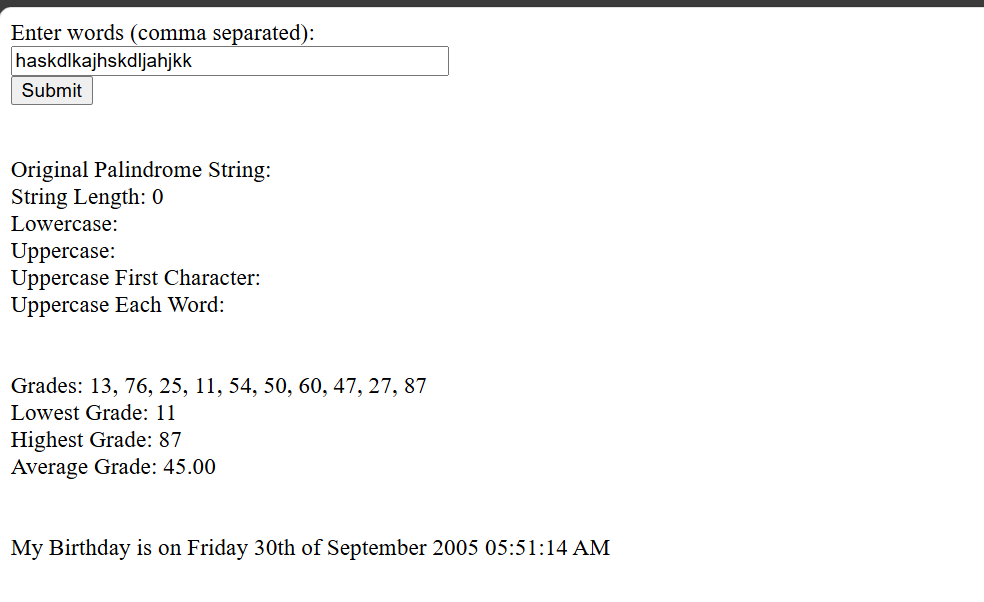 Enter words (comma separated):
haskdlkajhskdljahjkk
Submit
Original Palindrome String:
String Length: 0
Lowercase:
Uppercase:
Uppercase First Character:
Uppercase Each Word:
Grades: 13, 76, 25, 11, 54, 50, 60, 47, 27, 87
Lowest Grade: 11
Highest Grade: 87
Average Grade: 45.00
My Birthday is on Friday 30th of September 2005 05:51:14 AM